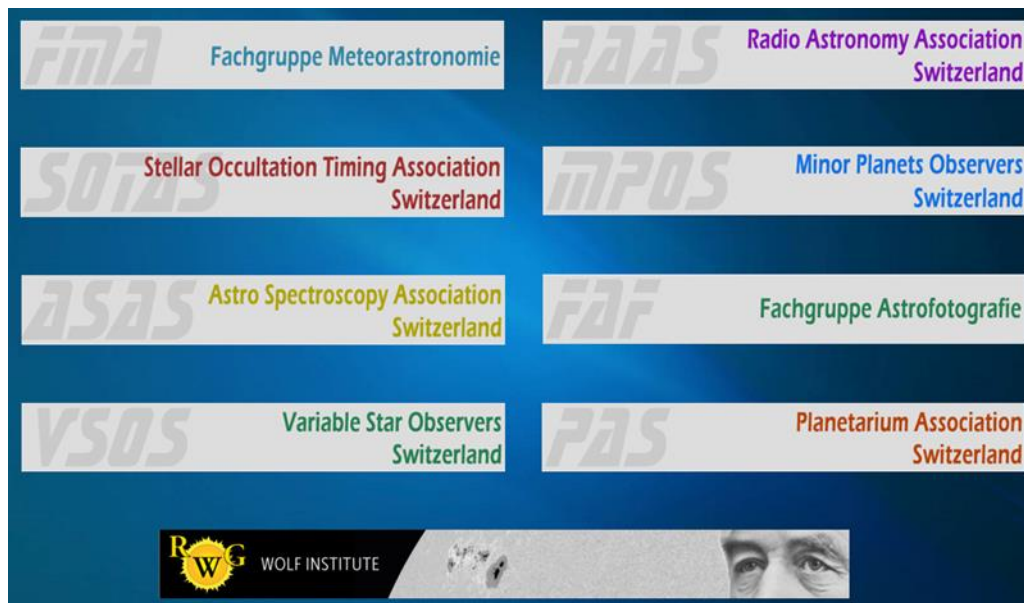 FMA
Fachgruppe Meteorastronomie
RAAS
Radio Astronomy Association
Switzerland
SOTAS
Stellar Occultation Timing Association
Switzerland
MPOS
Minor Planets Observers
Switzerland
ASAS
Astro Spectroscopy Association
Switzerland
FAF
Fachgruppe Astrofotografie
VSOS
Variable Star Observers
Switzerland
PAS
Planetarium Association
Switzerland
RWG
WOLF INSTITUTE